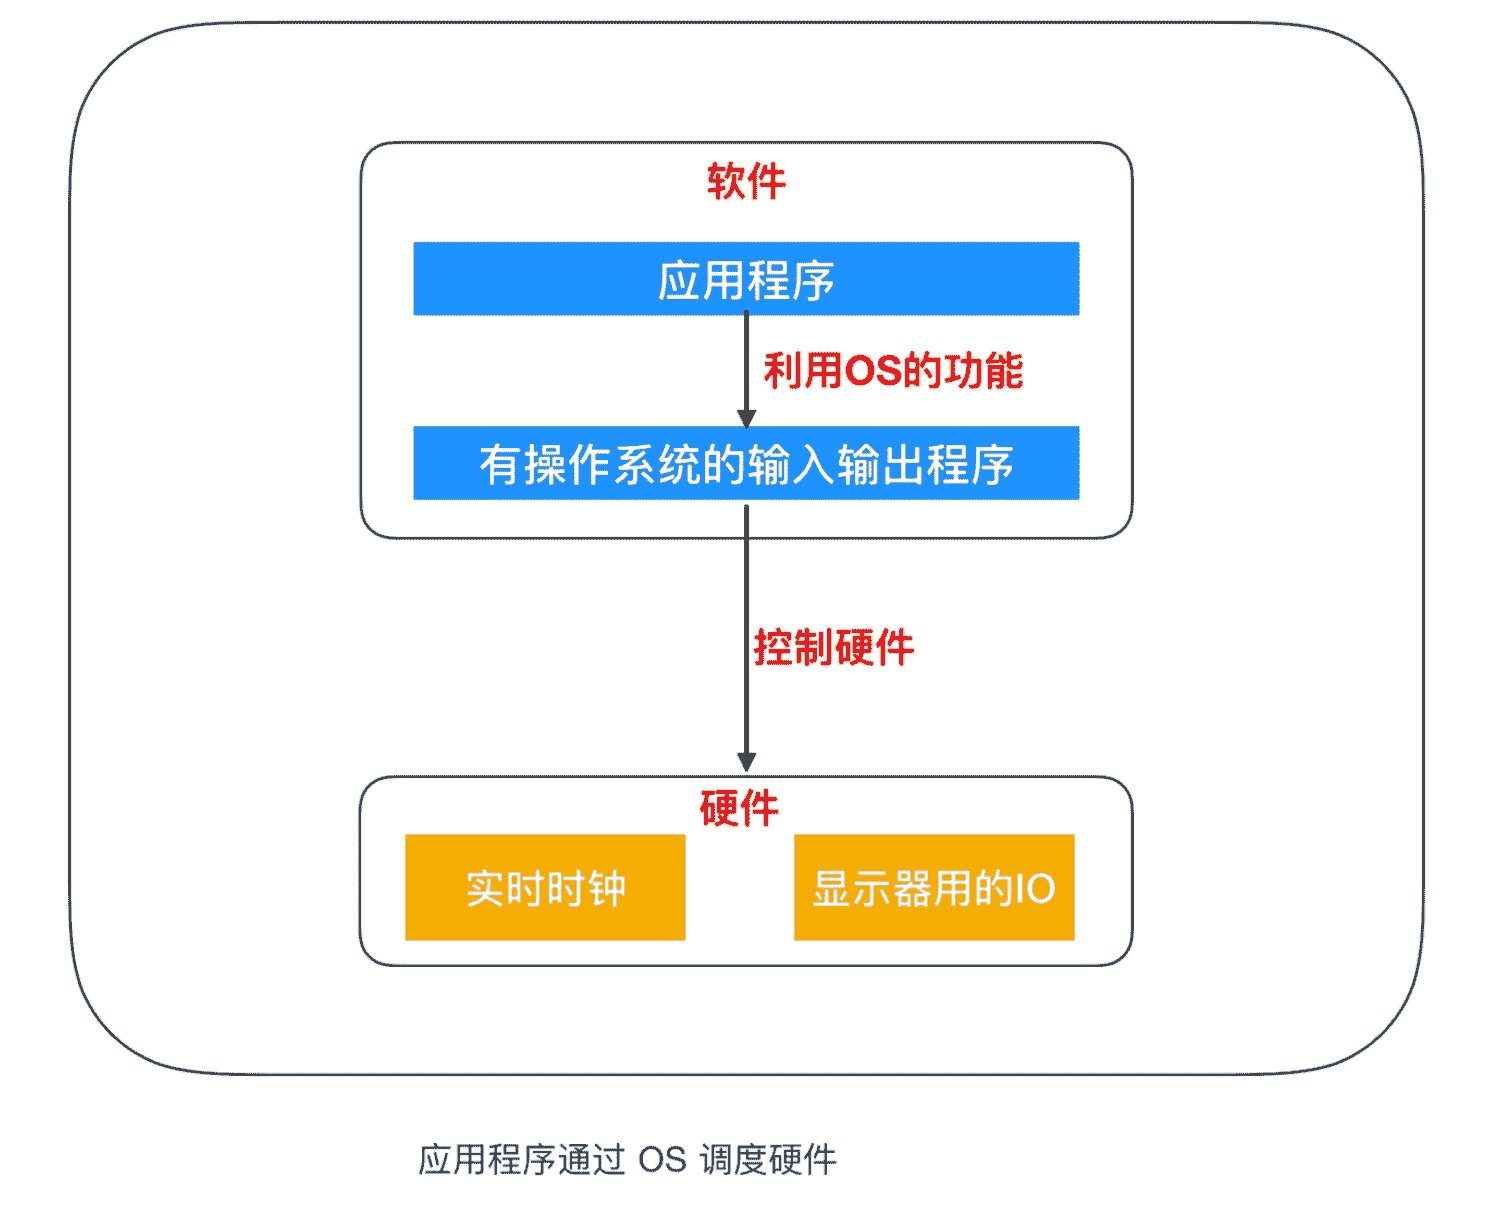 软件
应用程序
利用OS的功能
有操作系统的输入输出程序
控制硬件
硬件
实时时钟
显示器用的IO
应用程序通过 OS 调度硬件